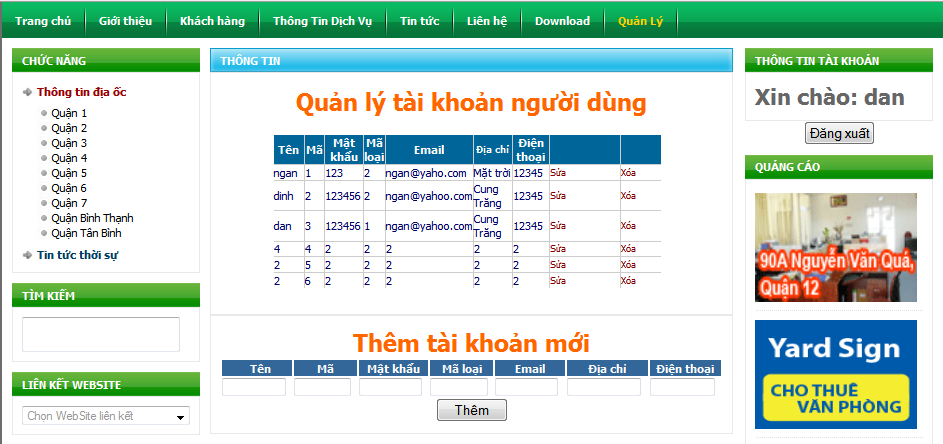 Trang chủ Giới thiệu Khách hàng Thông Tin Dịch Vụ Tin tức Liên hệ Download Quản Lý
CHỨC NĂNG
Thông tin địa ốc
Quận 1
Quận 2
Quận 3
Quận 4
Quận 5
Quận 6
Quận 7
Quận Bình Thạnh
Quận Tân Bình
Tin tức thời sự
TÌM KIẾM
LIÊN KẾT WEBSITE
Chọn WebSite liên kết
THÔNG TIN
Quản lý tài khoản người dùng
Tên Mã Mật khẩu Mã loại Email Địa chỉ Điện thoại
ngan 1 123 2 ngan@yaho.com Mặt trời 12345 Sửa Xóa
dinh 2 123456 2 ngan@yahoo.com Cung Trăng 12345 Sửa Xóa
dan 3 123456 1 ngan@yahoo.com Cung Trăng 12345 Sửa Xóa
4 4 2 2 2 2 2 Sửa Xóa
2 5 2 2 2 2 2 Sửa Xóa
2 6 2 2 2 2 2 Sửa Xóa
Thêm tài khoản mới
Tên Mã Mật khẩu Mã loại Email Địa chỉ Điện thoại
Thêm
THÔNG TIN TÀI KHOẢN
Xin chào: dan
Đăng xuất
QUẢNG CÁO
90A Nguyễn Văn Quá,
Quận 12
Yard Sign
CHO THUÊ
VĂN PHÒNG